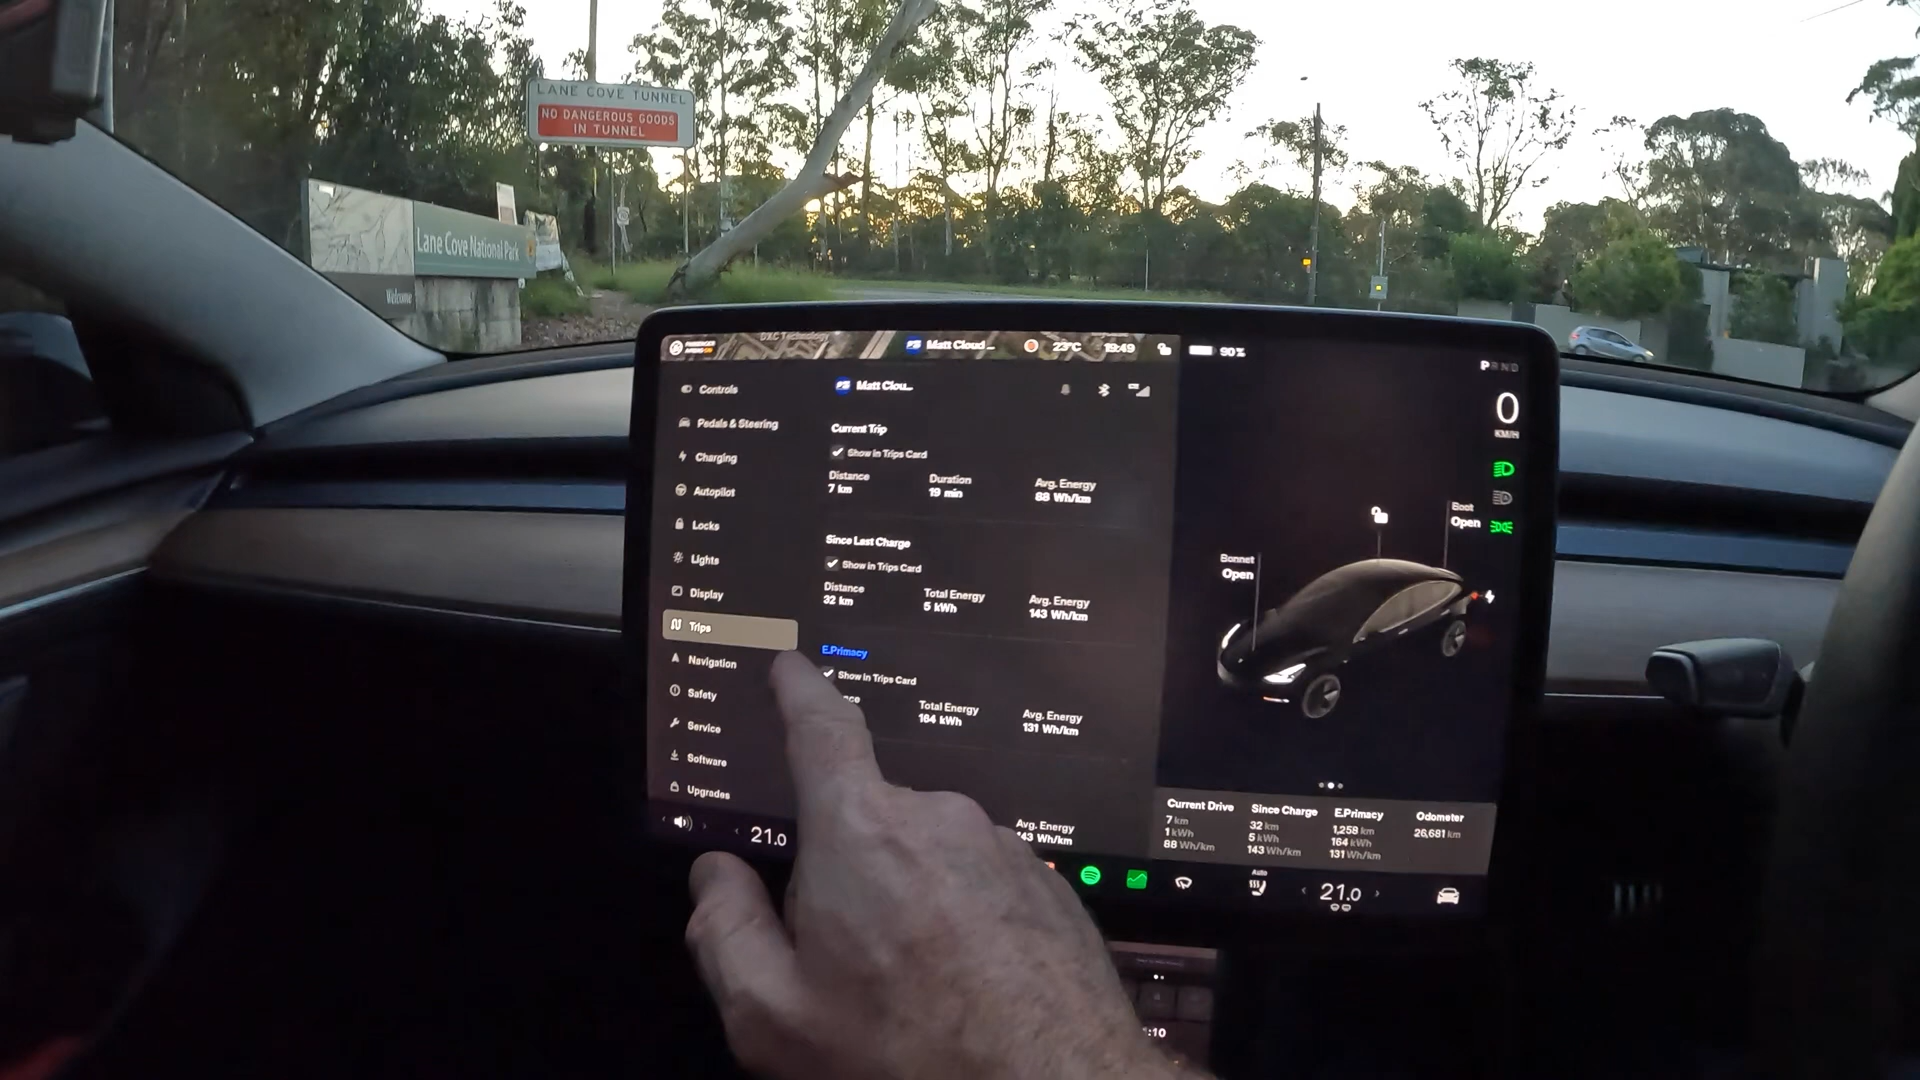 LANE COVE TUNNEL
NO DANGEROUS GOODS
IN TUNNEL
Lane Cove National Park
Welcome
DXC Technology
Matt Cloud...
23°C
19:49
90%
PRND
0
KM/H
Controls
Pedals & Steering
Charging
Autopilot
Locks
Lights
Display
Trips
Navigation
Safety
Service
Software
Upgrades
Matt Clou...
Current Trip
Show in Trips Card
Distance
7 km
Duration
19 min
Avg. Energy
88 Wh/km
Since Last Charge
Show in Trips Card
Distance
32 km
Total Energy
5 kWh
Avg. Energy
143 Wh/km
E.Primacy
Show in Trips Card
Total Energy
164 kWh
Avg. Energy
131 Wh/km
Avg. Energy
Wh/km
Bonnet
Open
Boot
Open
Current Drive
7 km
1 kWh
88 Wh/km
Since Charge
32 km
5 kWh
143 Wh/km
E.Primacy
1,258 km
164 kWh
131 Wh/km
Odometer
26,681 km
21.0
Auto
21.0
:10